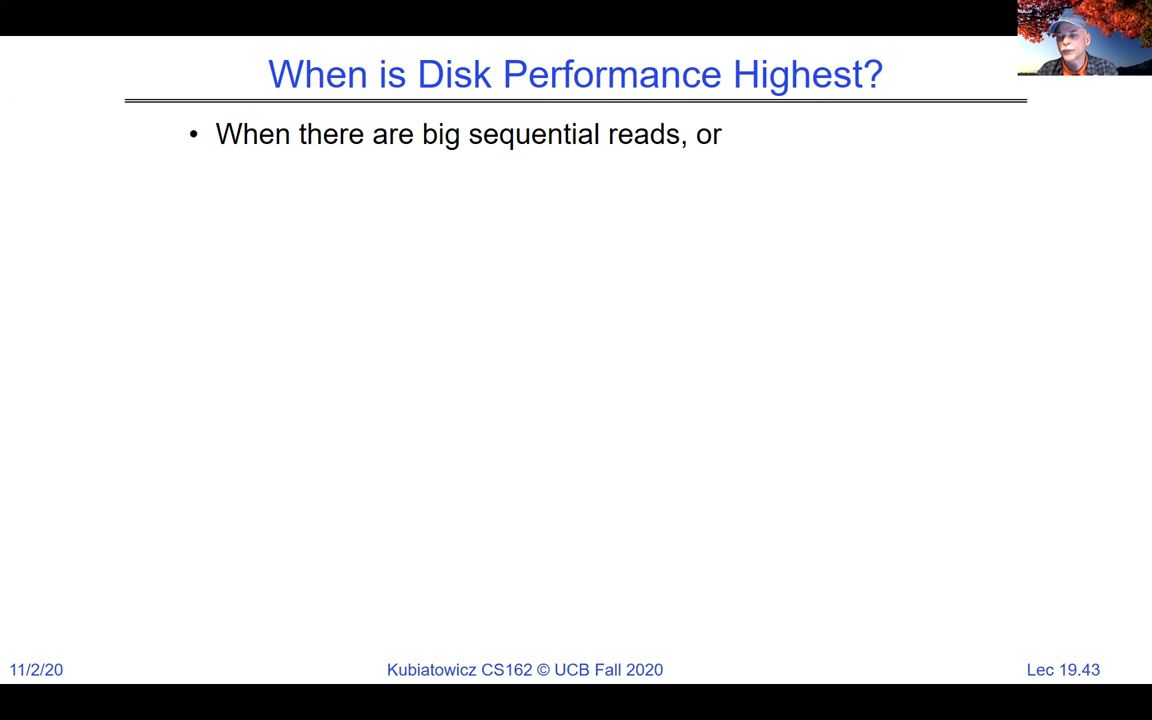 When is Disk Performance Highest?
• When there are big sequential reads, or
11/2/20
Kubiatowicz CS162 © UCB Fall 2020
Lec 19.43